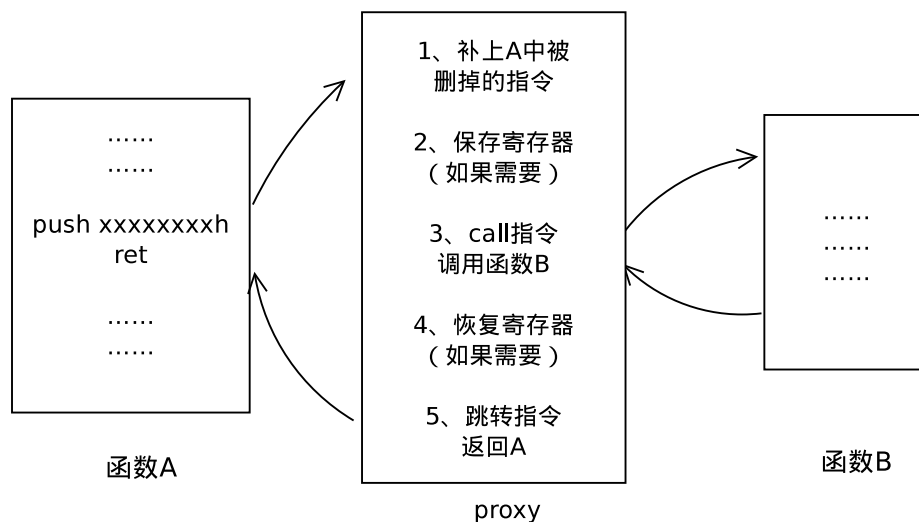 ……
……
push xxxxxxxxh
ret
……
……
函数A
1、补上A中被
删掉的指令
2、保存寄存器
（如果需要）
3、call指令
调用函数B
4、恢复寄存器
（如果需要）
5、跳转指令
返回A
proxy
……
……
……
函数B